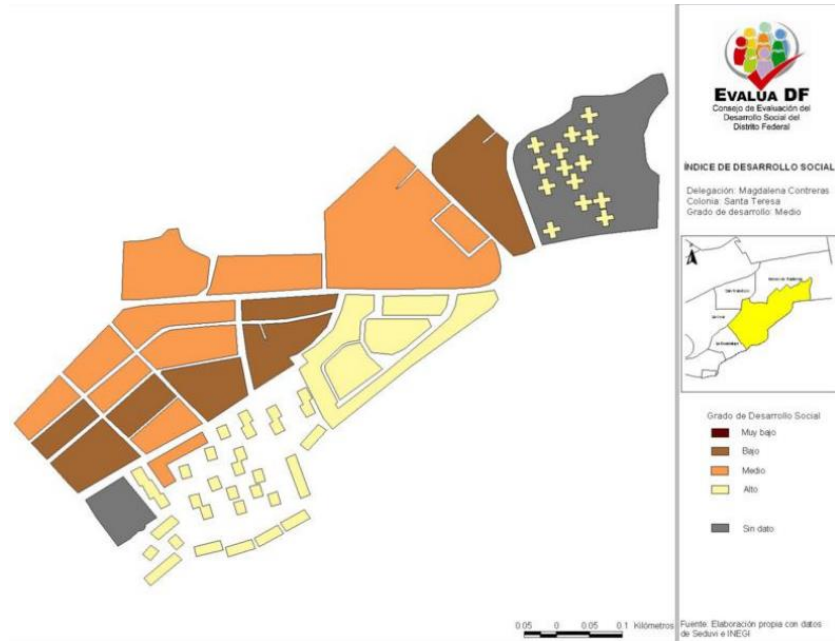 EVALUA DF
Consejo de Evaluación del
Desarrollo Social del
Distrito Federal
ÍNDICE DE DESARROLLO SOCIAL
Delegación: Magdalena Contreras
Colonia: Santa Teresa
Grado de desarrollo: Medio
Grado de Desarrollo Social
Muy bajo
Bajo
Medio
Alto
Sin dato
0.05 0 0.05 0.1 Kilómetros
Fuente: Elaboración propia con datos
de Seduvi e INEGI